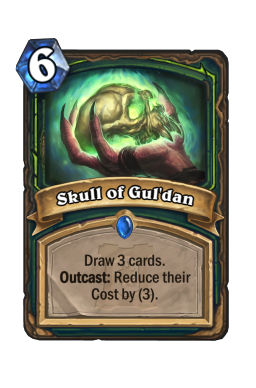 6
Skull of Gul'dan
Draw 3 cards.
Outcast: Reduce their
Cost by (3).